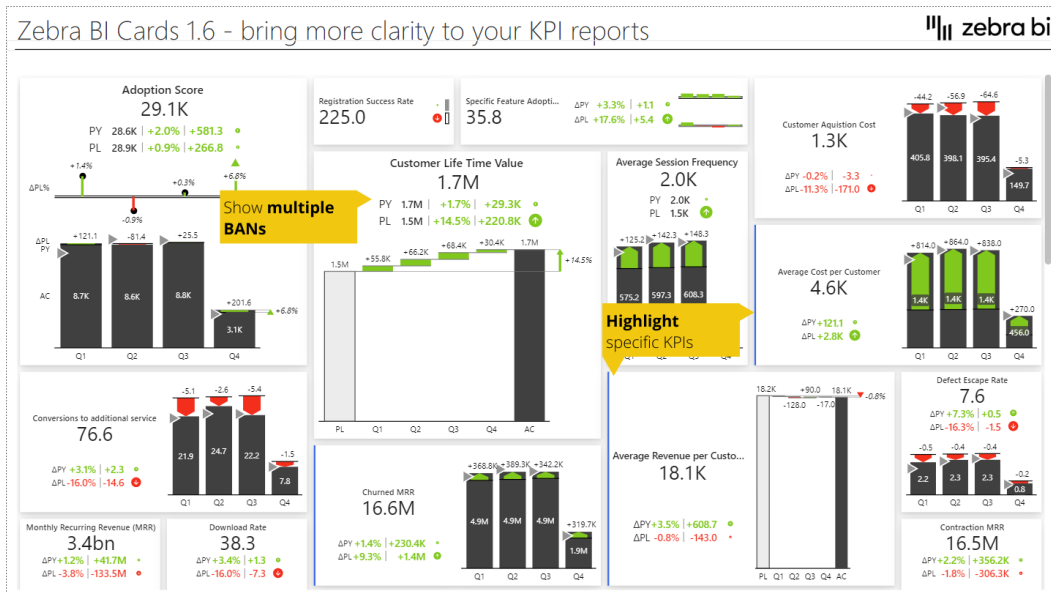 Zebra BI Cards 1.6 - bring more clarity to your KPI reports
zebra bi
Adoption Score
29.1K
PY 28.6K +2.0% +581.3
PL 28.9K +0.9% +266.8
+1.4%
+0.3%
+6.8%
ΔPL%
-0.9%
ΔPL +121.1 -81.4 +25.5
PY
AC 8.7K 8.6K 8.8K
+201.6
+6.8%
3.1K
Q1 Q2 Q3 Q4
Registration Success Rate
225.0
Specific Feature Adopti...
35.8
ΔPY +3.3% +1.1
ΔPL +17.6% +5.4
Show multiple
BANs
Customer Life Time Value
1.7M
PY 1.7M +1.7% +29.3K
PL 1.5M +14.5% +220.8K
1.5M +55.8K +66.2K +68.4K +30.4K 1.7M
+14.5%
PL Q1 Q2 Q3 Q4 AC
Average Session Frequency
2.0K
PY 2.0K
PL 1.5K
+125.2 +142.3 +148.3
575.2 597.3 608.3
Highlight
specific KPIs
Customer Aquistion Cost
1.3K
ΔPY -0.2% -3.3
ΔPL -11.3% -171.0
-44.2 -56.9 -64.6
-5.3
405.8 398.1 395.4 149.7
Q1 Q2 Q3 Q4
Average Cost per Customer
4.6K
ΔPY +121.1
ΔPL +2.8K
+814.0 +864.0 +838.0
+270.0
1.4K 1.4K 1.4K 456.0
Q1 Q2 Q3 Q4
Conversions to additional service
76.6
ΔPY +3.1% +2.3
ΔPL -16.0% -14.6
-5.1 -2.6 -5.4
-1.5
21.9 24.7 22.2 7.8
Q1 Q2 Q3 Q4
Churned MRR
16.6M
ΔPY +1.4% +230.4K
ΔPL +9.3% +1.4M
+368.8K +389.3K +342.2K
+319.7K
4.9M 4.9M 4.9M 1.9M
Q1 Q2 Q3 Q4
Average Revenue per Custo...
18.1K
ΔPY +3.5% +608.7
ΔPL -0.8% -143.0
18.2K +90.0 18.1K -0.8%
-128.0 -17.0
PL Q1 Q2 Q3 Q4 AC
Defect Escape Rate
7.6
ΔPY +7.3% +0.5
ΔPL -16.3% -1.5
-0.5 -0.4 -0.4
-0.2
2.2 2.3 2.3 0.8
Q1 Q2 Q3 Q4
Monthly Recurring Revenue (MRR)
3.4bn
ΔPY +1.2% +41.7M
ΔPL -3.8% -133.5M
Download Rate
38.3
ΔPY +3.4% +1.3
ΔPL -16.0% -7.3
Contraction MRR
16.5M
ΔPY +2.2% +356.2K
ΔPL -1.8% -306.3K